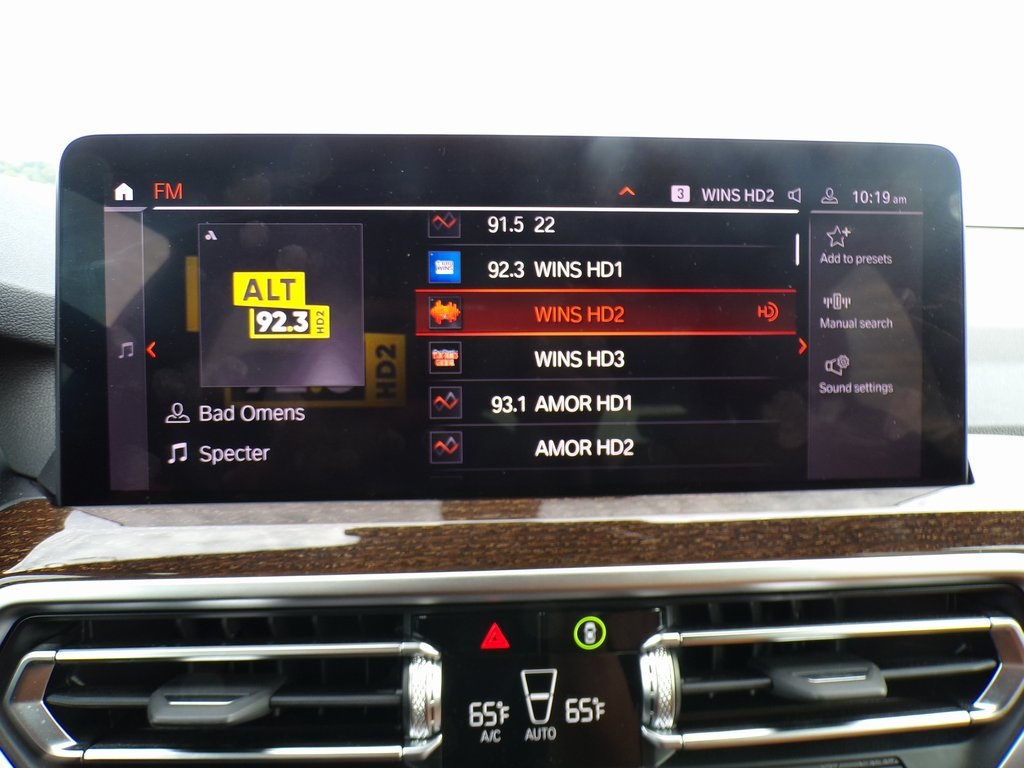 FM
3 WINS HD2
10:19 am
ALT
92.3 HD2
HD2
Bad Omens
Specter
91.5 22
92.3 WINS HD1
WINS HD2
HD
WINS HD3
93.1 AMOR HD1
AMOR HD2
Add to presets
Manual search
Sound settings
65°F
A/C
AUTO
65°F